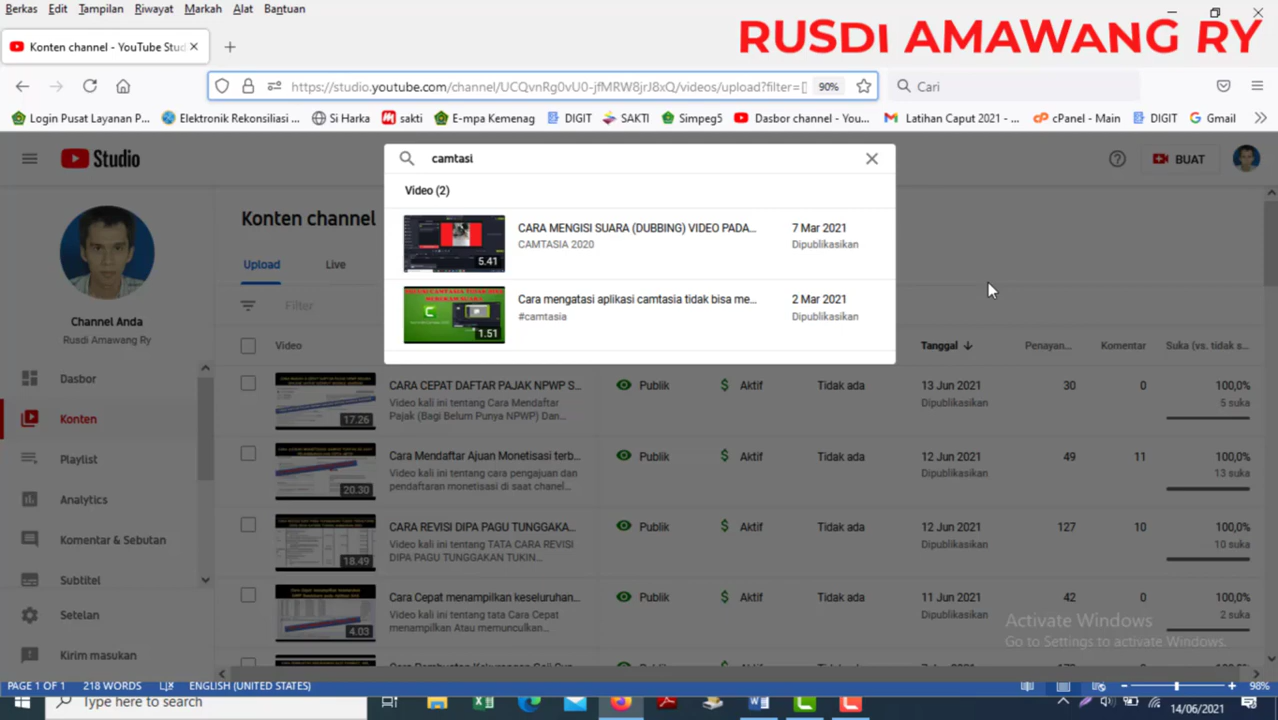 Berkas Edit Tampilan Riwayat Markah Alat Bantuan
RUSDi AMAWANG RY
Konten channel - YouTube Stud
https://studio.youtube.com/channel/UCQvnRg0vU0-jfMRW8jrJ8xQ/videos/upload?filter=[] 90% Cari
Login Pusat Layanan P... Elektronik Rekonsiliasi ... Si Harka sakti E-mpa Kemenag DIGIT SAKTI Simpeg5 Dasbor channel - You... Latihan Caput 2021 - ... cPanel - Main DIGIT Gmail
Studio
camtasi
BUAT
Video (2)
CARA MENGISI SUARA (DUBBING) VIDEO PADA... 7 Mar 2021
CAMTASIA 2020 Dipublikasikan
5.41
Cara mengatasi aplikasi camtasia tidak bisa me... 2 Mar 2021
#camtasia Dipublikasikan
1.51
Channel Anda
Rusdi Amawang Ry
Dasbor
Konten
Playlist
Analytics
Komentar & Sebutan
Subtitel
Setelan
Kirim masukan
Konten channel
Upload Live
Filter
Video Tanggal Penayan... Komentar Suka (vs. tidak s...
CARA CEPAT DAFTAR PAJAK NPWP S... Publik Aktif Tidak ada 13 Jun 2021 30 0 100,0%
Video kali ini tentang Cara Mendaftar Dipublikasikan 5 suka
Pajak (Bagi Belum Punya NPWP) Dan...
17.26
Cara Mendaftar Ajuan Monetisasi terb... Publik Aktif Tidak ada 12 Jun 2021 49 11 100,0%
Video kali ini tentang cara pengajuan dan Dipublikasikan 13 suka
pendaftaran monetisasi di saat chanel...
20.30
CARA REVISI DIPA PAGU TUNGGAKA... Publik Aktif Tidak ada 12 Jun 2021 127 10 100,0%
Video kali ini tentang TATA CARA REVISI Dipublikasikan 10 suka
DIPA PAGU TUNGGAKAN TUKIN...
18.49
Cara Cepat menampilkan keseluruhan... Publik Aktif Tidak ada 11 Jun 2021 42 0 100,0%
Video kali ini tentang tata Cara Cepat Dipublikasikan 2 suka
menampilkan Atau memunculkan...
4.03
Activate Windows
Go to Settings to activate Windows.
PAGE 1 OF 1 218 WORDS ENGLISH (UNITED STATES) 98%
Type here to search 14/06/2021